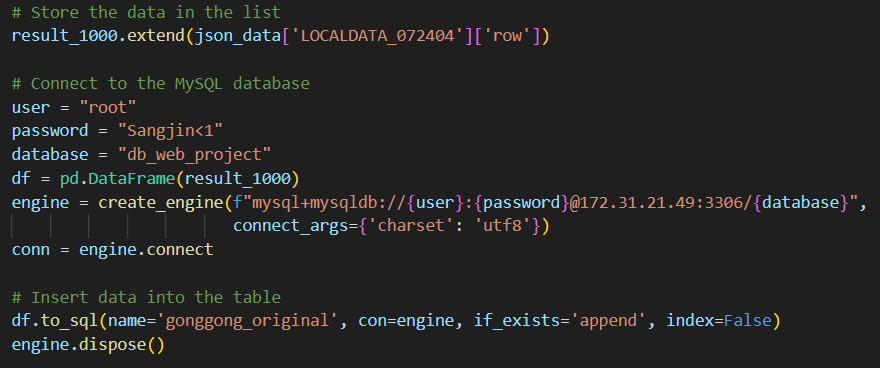 # Store the data in the list
result_1000.extend(json_data['LOCALDATA_072404']['row'])
# Connect to the MySQL database
user = "root"
password = "Sangjin<1"
database = "db_web_project"
df = pd.DataFrame(result_1000)
engine = create_engine(f"mysql+mysqldb://{user}:{password}@172.31.21.49:3306/{database}",
connect_args={'charset': 'utf8'})
conn = engine.connect
# Insert data into the table
df.to_sql(name='gonggong_original', con=engine, if_exists='append', index=False)
engine.dispose()